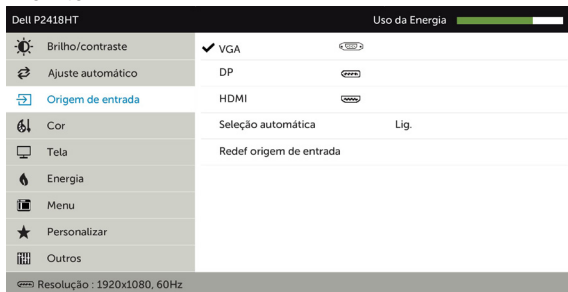 Dell P2418HT Uso da Energia
Brilho/contraste
Ajuste automático
Origem de entrada
Cor
Tela
Energia
Menu
Personalizar
Outros
VGA
DP
HDMI
Seleção automática Lig.
Redef origem de entrada
Resolução : 1920x1080, 60Hz